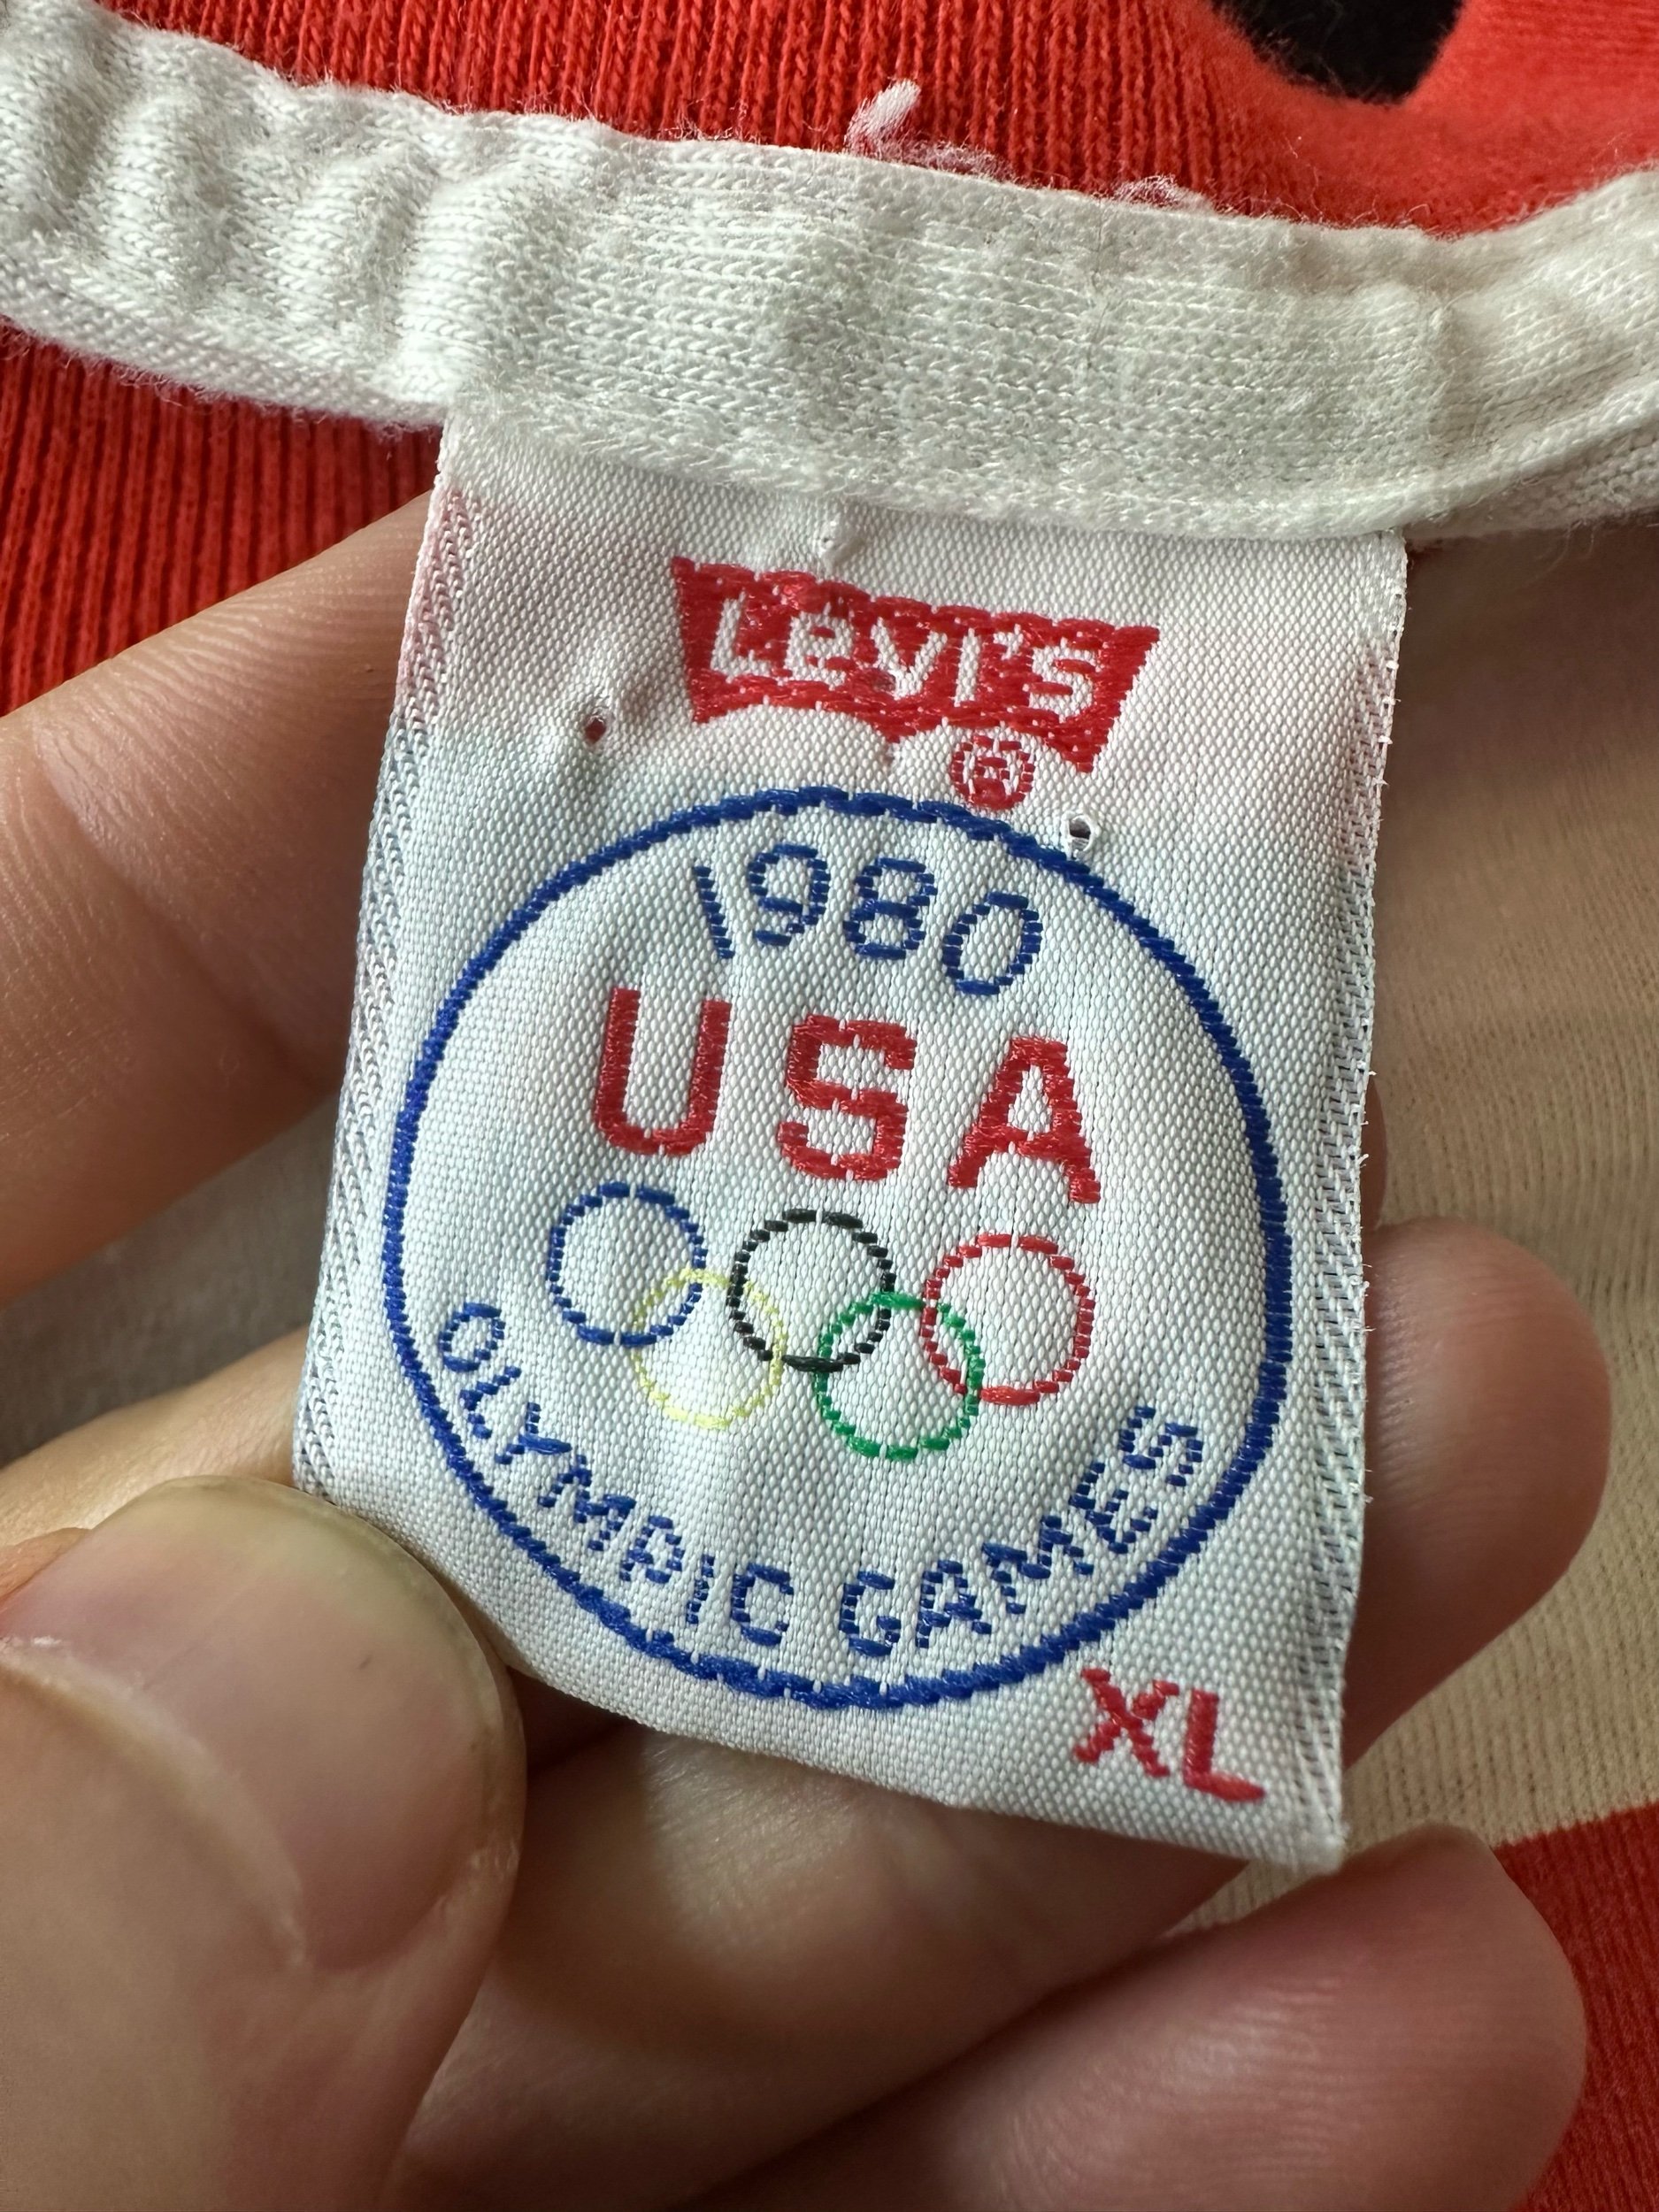 Levi's
®
1980
USA
OLYMPIC GAMES
XL